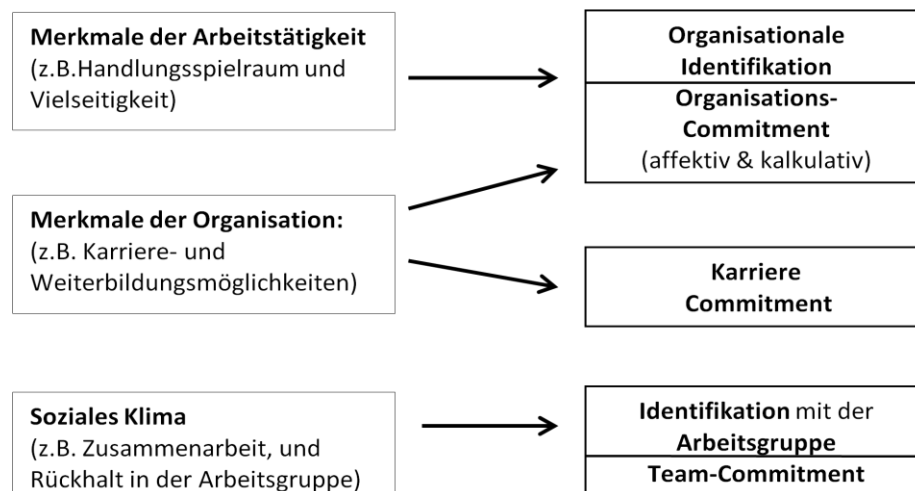 Merkmale der Arbeitstätigkeit
(z.B.Handlungsspielraum und
Vielseitigkeit)
Organisationale
Identifikation
Organisations-
Commitment
(affektiv & kalkulativ)
Merkmale der Organisation:
(z.B. Karriere- und
Weiterbildungsmöglichkeiten)
Karriere
Commitment
Soziales Klima
(z.B. Zusammenarbeit, und
Rückhalt in der Arbeitsgruppe)
Identifikation mit der
Arbeitsgruppe
Team-Commitment